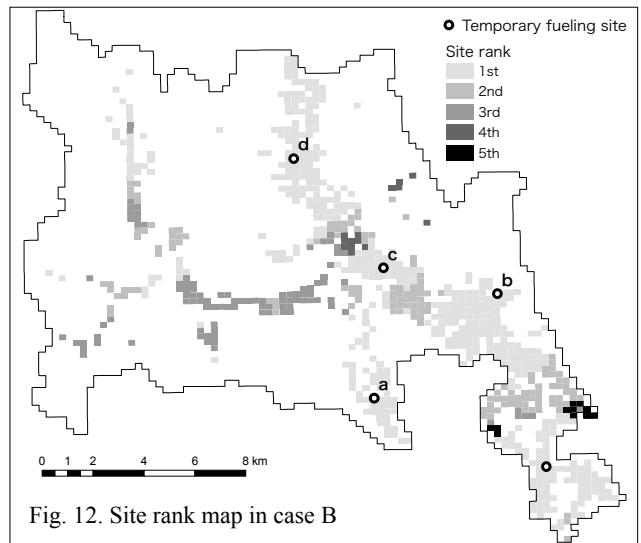 Temporary fueling site
Site rank
1st
2nd
3rd
4th
5th
d
c
b
a
0 1 2 4 6 8 km
Fig. 12. Site rank map in case B